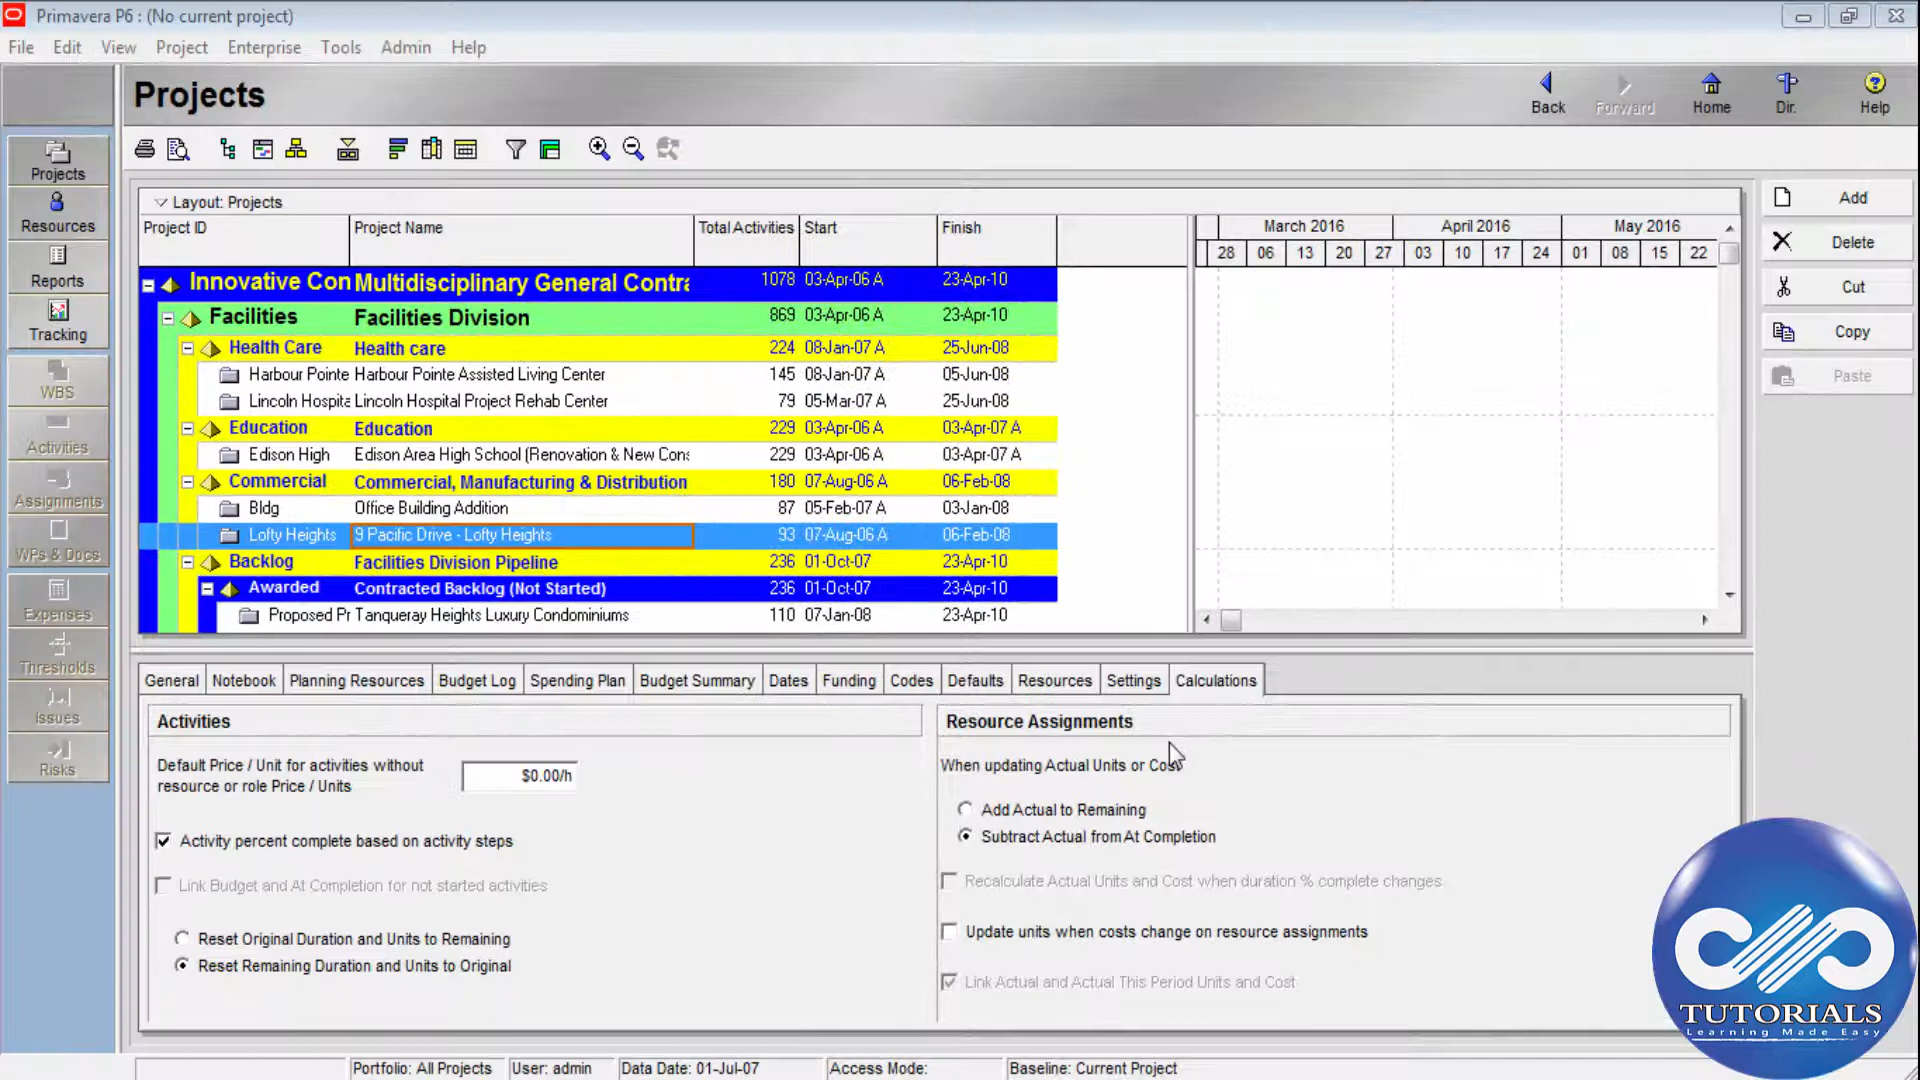 Primavera P6 : (No current project)
File Edit View Project Enterprise Tools Admin Help
Projects
Back Forward Home Dir. Help
Projects
Resources
Reports
Tracking
WBS
Activities
Assignments
WPs & Docs
Expenses
Thresholds
Issues
Risks
Layout: Projects
Project ID Project Name Total Activities Start Finish
Innovative Con Multidisciplinary General Contra 1078 03-Apr-06 A 23-Apr-10
Facilities Facilities Division 869 03-Apr-06 A 23-Apr-10
Health Care Health care 224 08-Jan-07 A 25-Jun-08
Harbour Pointe Harbour Pointe Assisted Living Center 145 08-Jan-07 A 05-Jun-08
Lincoln Hospita Lincoln Hospital Project Rehab Center 79 05-Mar-07 A 25-Jun-08
Education Education 229 03-Apr-06 A 03-Apr-07 A
Edison High Edison Area High School (Renovation & New Cons 229 03-Apr-06 A 03-Apr-07 A
Commercial Commercial, Manufacturing & Distribution 180 07-Aug-06 A 06-Feb-08
Bldg Office Building Addition 87 05-Feb-07 A 03-Jan-08
Lofty Heights 9 Pacific Drive - Lofty Heights 93 07-Aug-06 A 06-Feb-08
Backlog Facilities Division Pipeline 236 01-Oct-07 23-Apr-10
Awarded Contracted Backlog (Not Started) 236 01-Oct-07 23-Apr-10
Proposed Pr Tanqueray Heights Luxury Condominiums 110 07-Jan-08 23-Apr-10
March 2016 April 2016 May 2016
28 06 13 20 27 03 10 17 24 01 08 15 22
Add
Delete
Cut
Copy
Paste
General Notebook Planning Resources Budget Log Spending Plan Budget Summary Dates Funding Codes Defaults Resources Settings Calculations
Activities
Default Price / Unit for activities without
resource or role Price / Units
$0.00/h
Activity percent complete based on activity steps
Link Budget and At Completion for not started activities
Reset Original Duration and Units to Remaining
Reset Remaining Duration and Units to Original
Resource Assignments
When updating Actual Units or Cost
Add Actual to Remaining
Subtract Actual from At Completion
Recalculate Actual Units and Cost when duration % complete changes
Update units when costs change on resource assignments
Link Actual and Actual This Period Units and Cost
TUTORIALS
Learning Made Easy
Portfolio: All Projects User: admin Data Date: 01-Jul-07 Access Mode: Baseline: Current Project